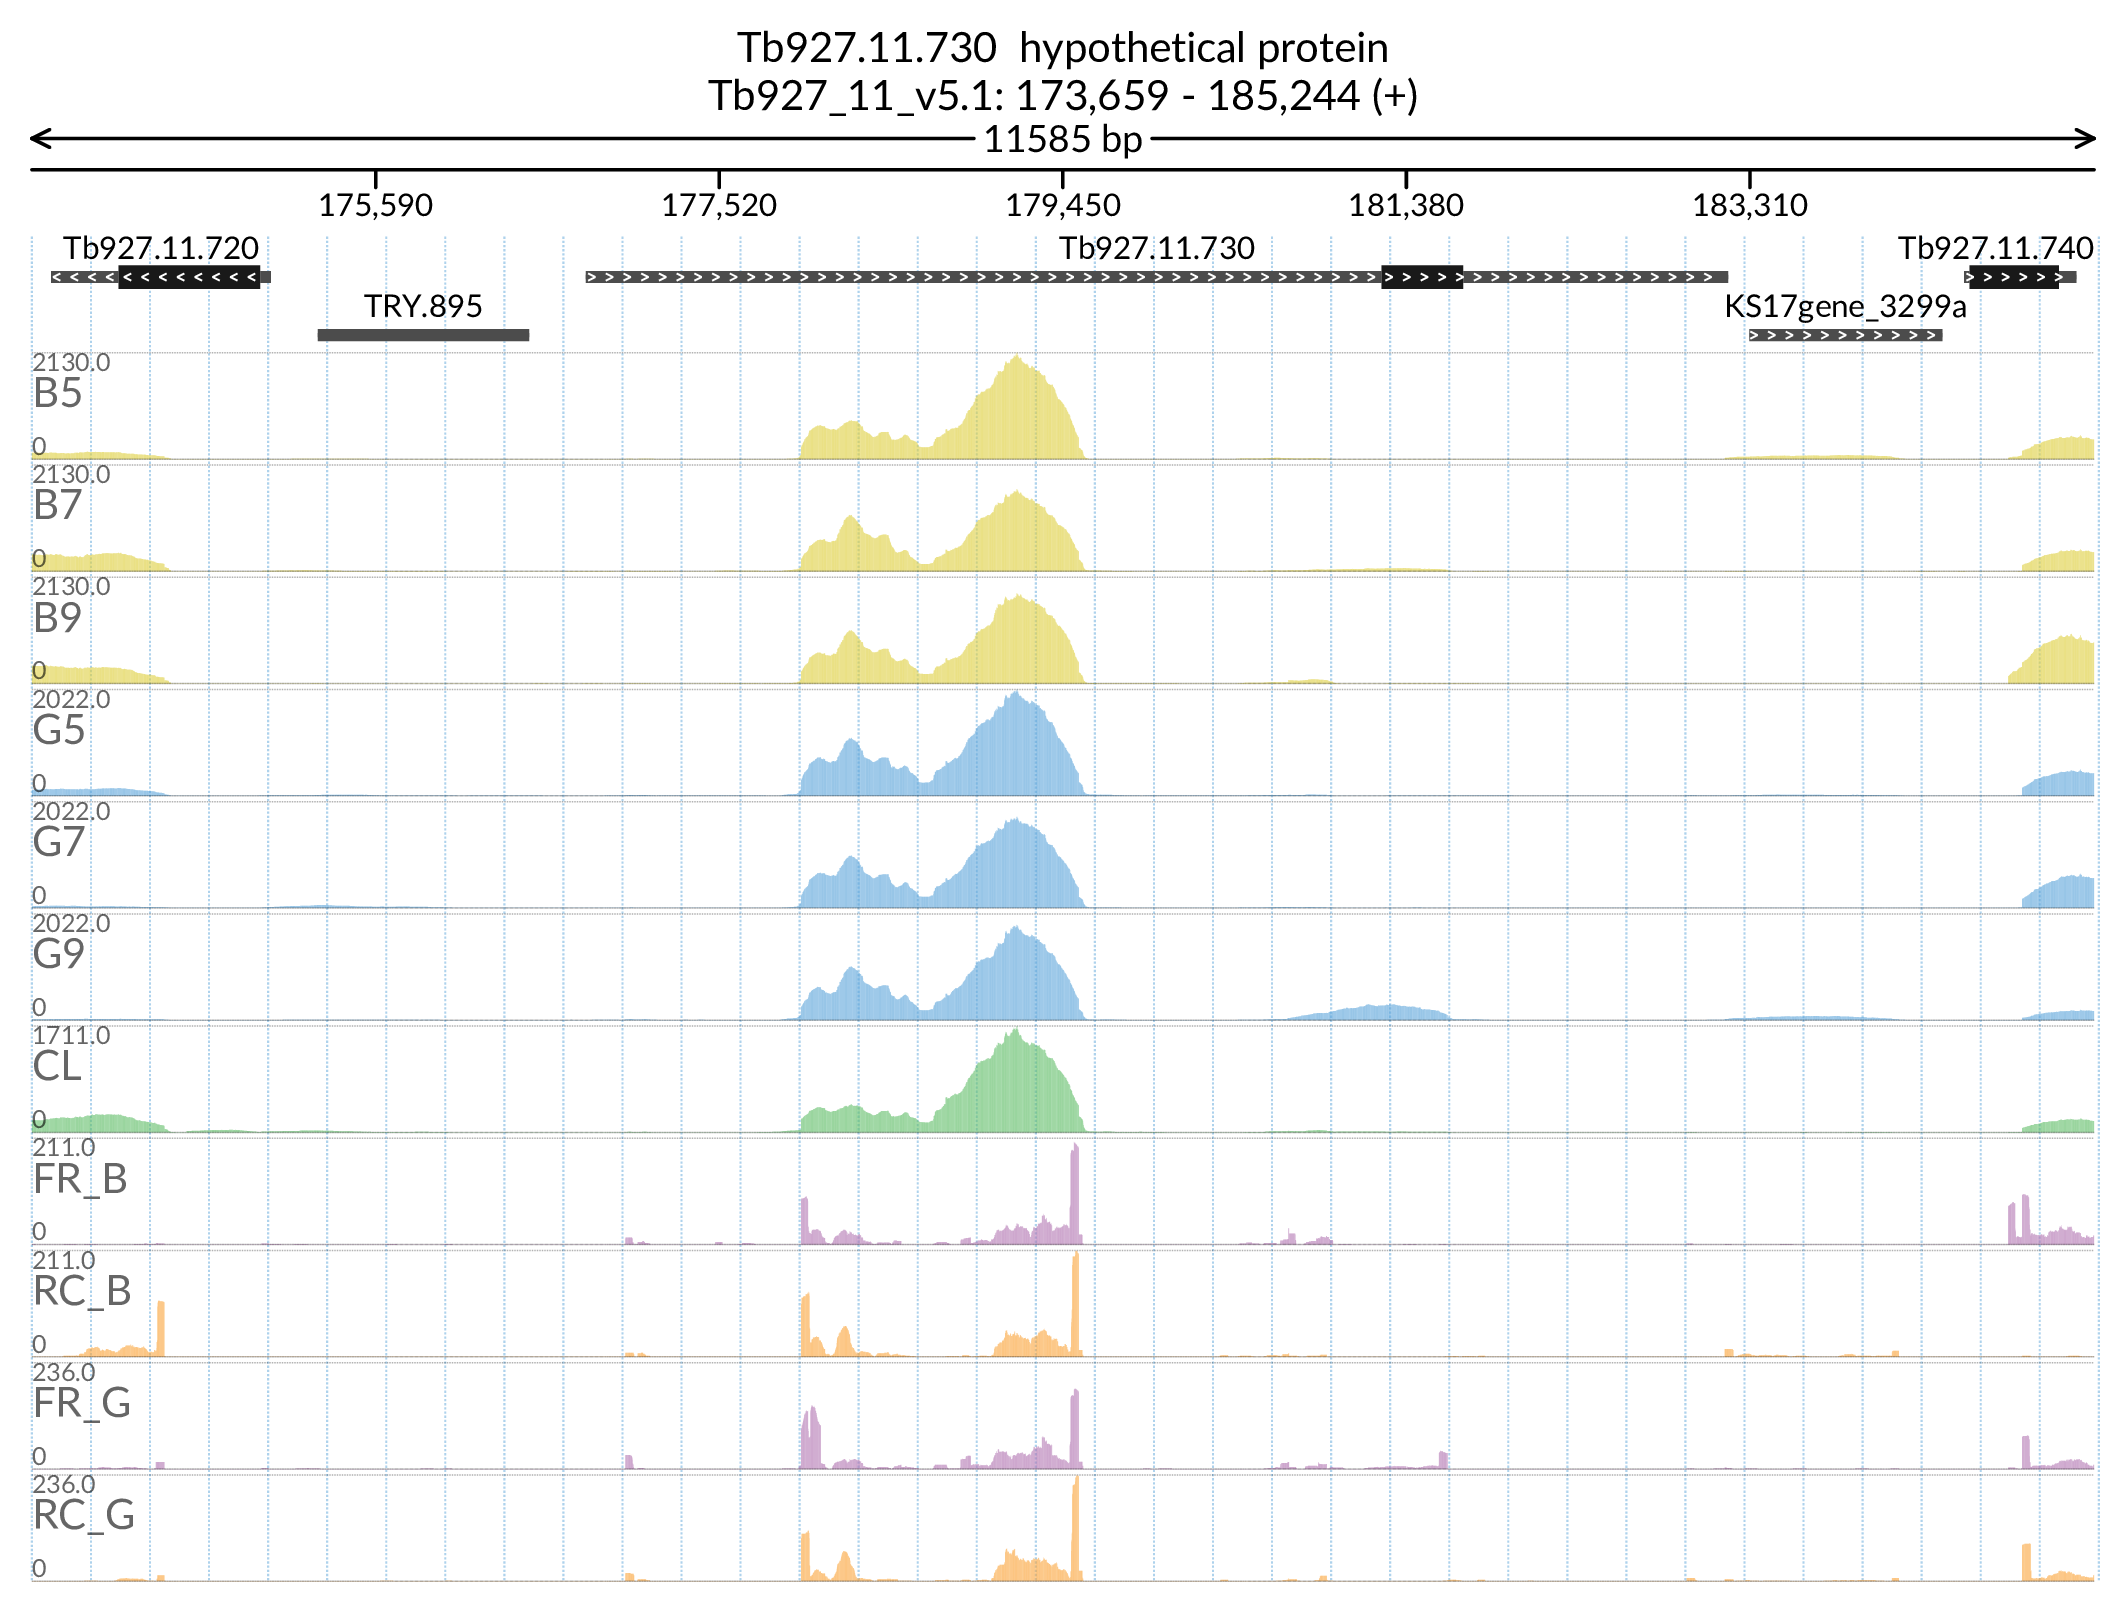 Tb927.11.730  hypothetical protein
Tb927_11_v5.1: 173,659 - 185,244 (+)
11585 bp
175,590 177,520 179,450 181,380 183,310
Tb927.11.720 Tb927.11.730 Tb927.11.740
TRY.895 KS17gene_3299a
2130.0
B5
0
2130.0
B7
0
2130.0
B9
0
2022.0
G5
0
2022.0
G7
0
2022.0
G9
0
1711.0
CL
0
211.0
FR_B
0
211.0
RC_B
0
236.0
FR_G
0
236.0
RC_G
0